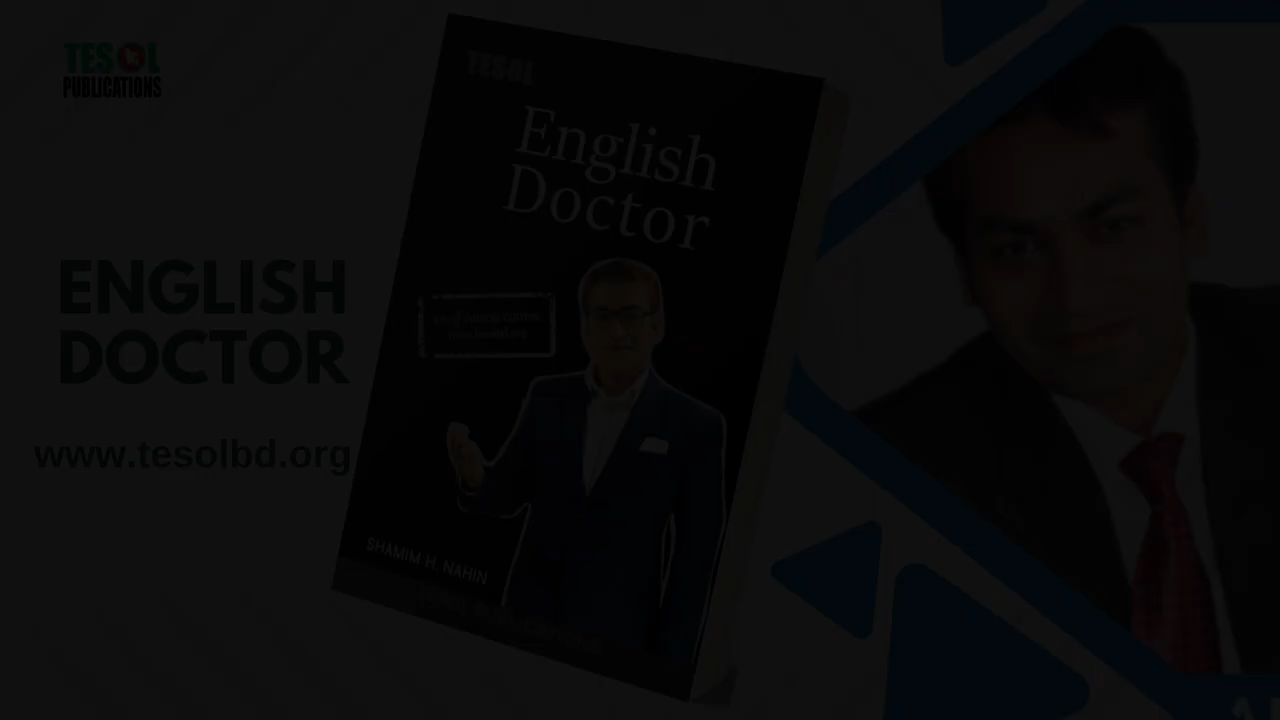 TESOL
PUBLICATIONS
ENGLISH
DOCTOR
www.tesolbd.org
TESOL
English
Doctor
SHAMIM H. NAHIN